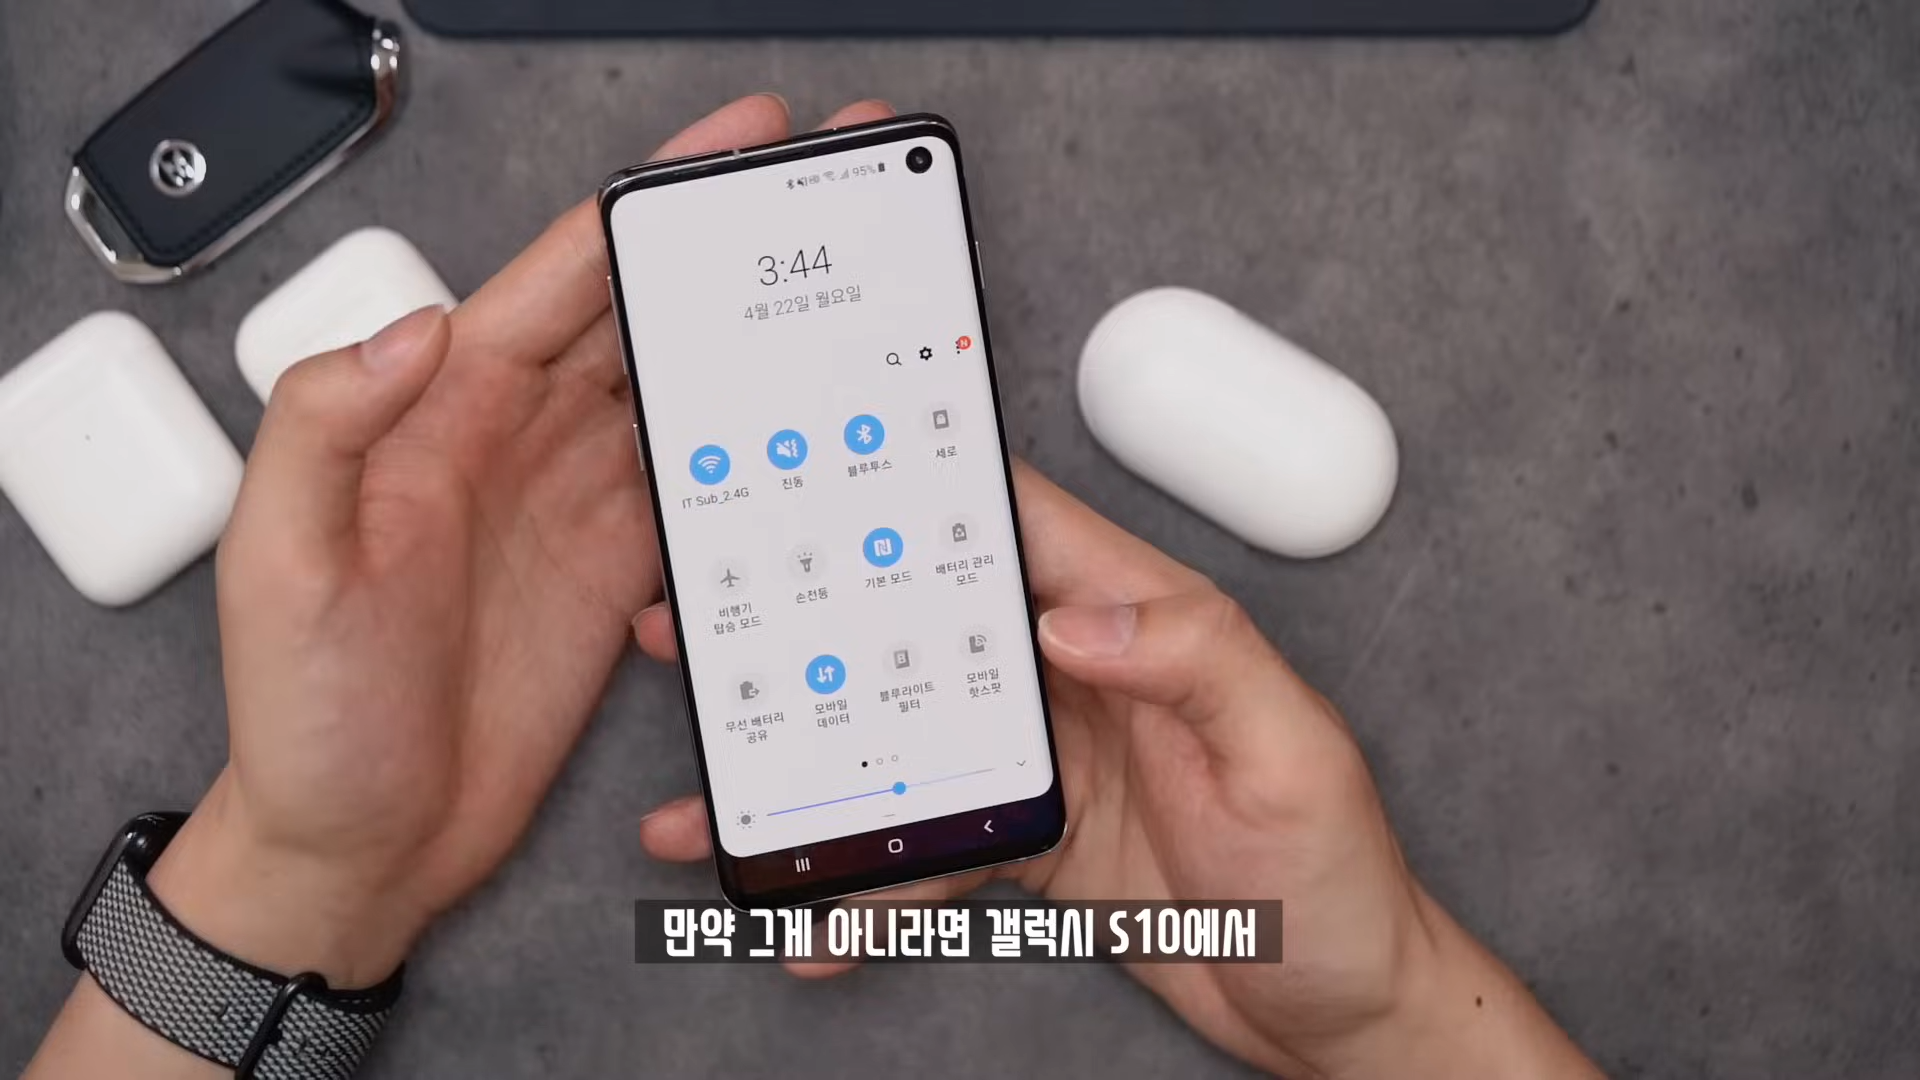 95%
3:44
4월 22일 월요일
N
IT Sub_2.4G
진동
블루투스
세로
비행기
탑승 모드
손전등
기본 모드
배터리 관리
모드
무선 배터리
공유
모바일
데이터
블루라이트
필터
모바일
핫스팟
만약 그게 아니라면 갤럭시 S10에서